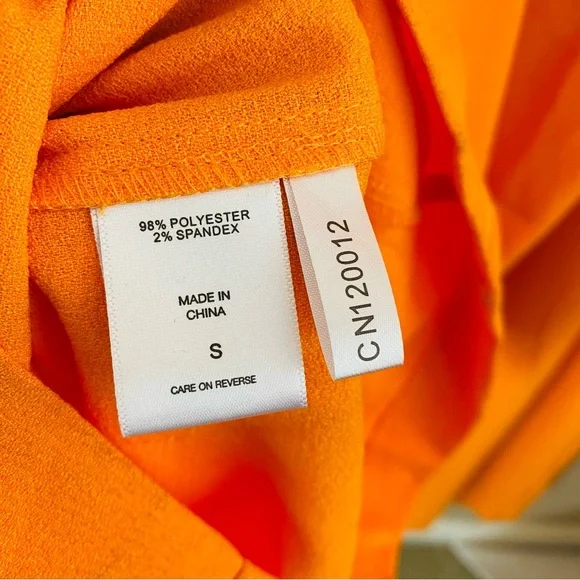 98% POLYESTER
2% SPANDEX
MADE IN
CHINA
S
CARE ON REVERSE
CN120012